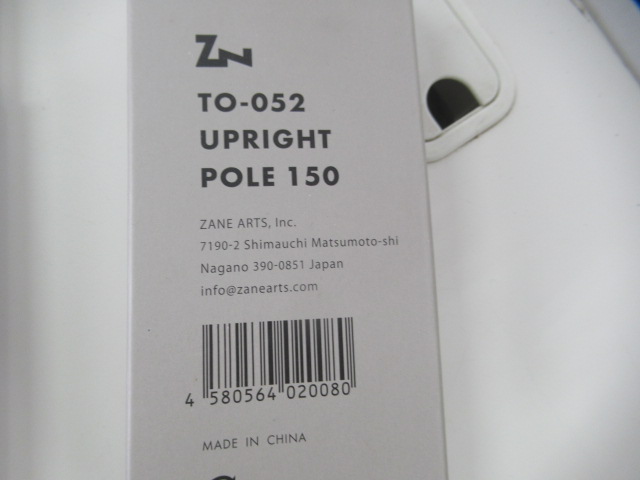 ZN
TO-052
UPRIGHT
POLE 150
ZANE ARTS, Inc.
7190-2 Shimauchi Matsumoto-shi
Nagano 390-0851 Japan
info@zanearts.com
4 580564 020080
MADE IN CHINA